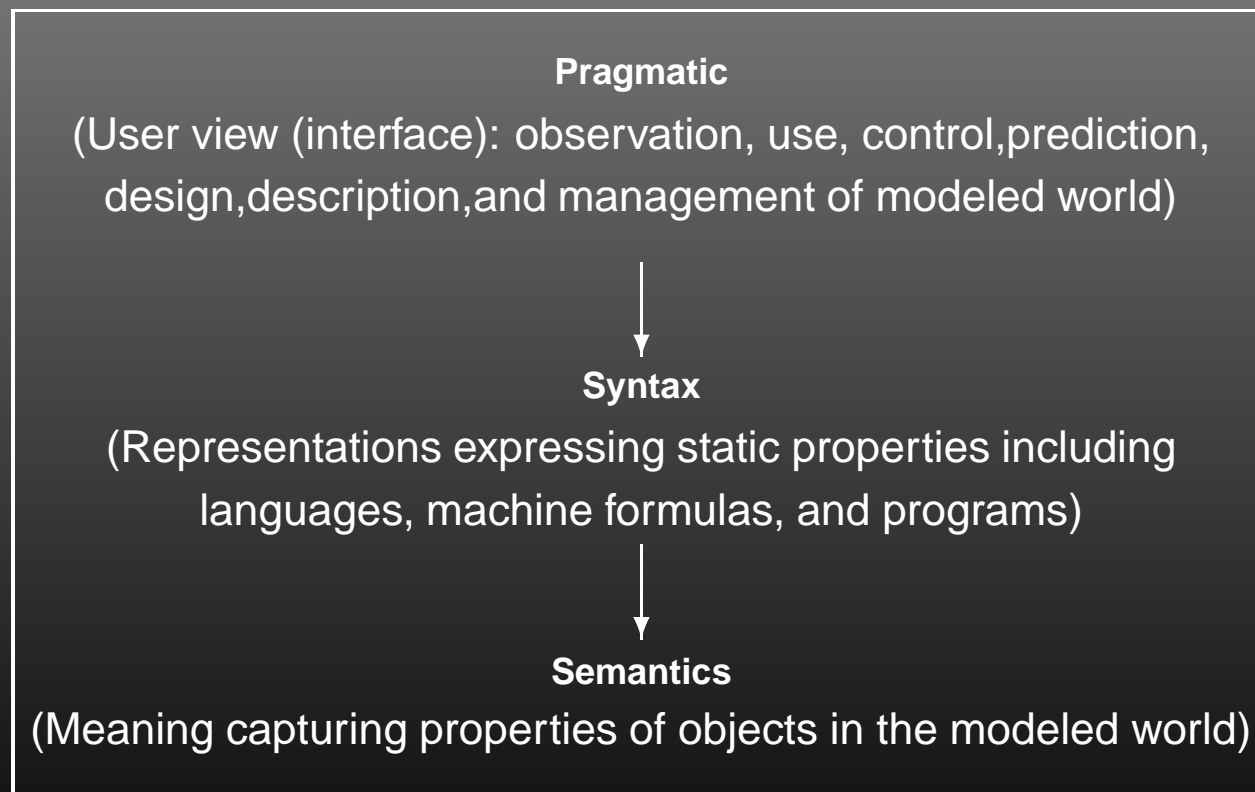 Pragmatic
(User view (interface): observation, use, control,prediction,
design,description,and management of modeled world)
Syntax
(Representations expressing static properties including
languages, machine formulas, and programs)
Semantics
(Meaning capturing properties of objects in the modeled world)